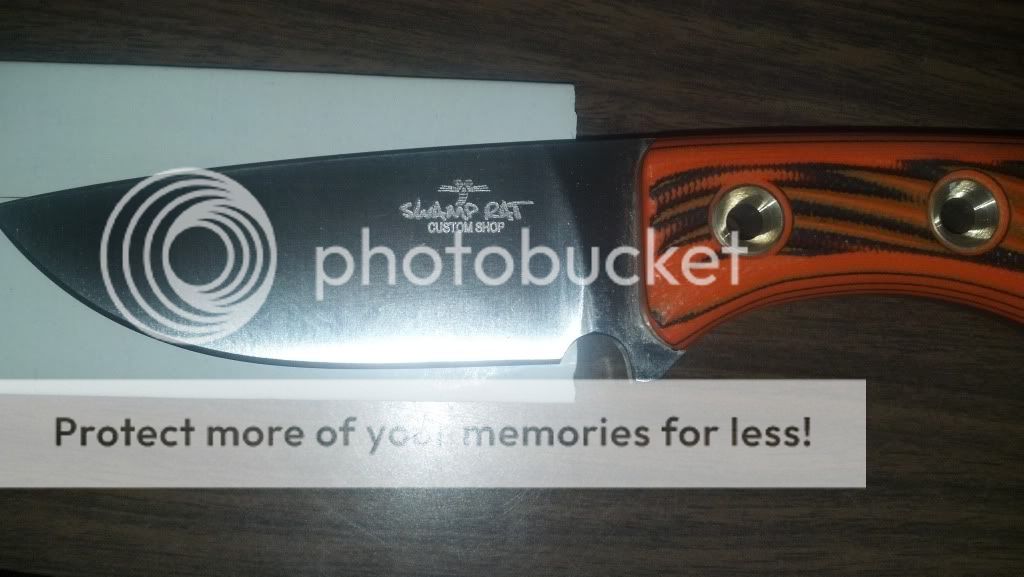 SWAMP RAT
CUSTOM SHOP
photobucket
Protect more of your memories for less!